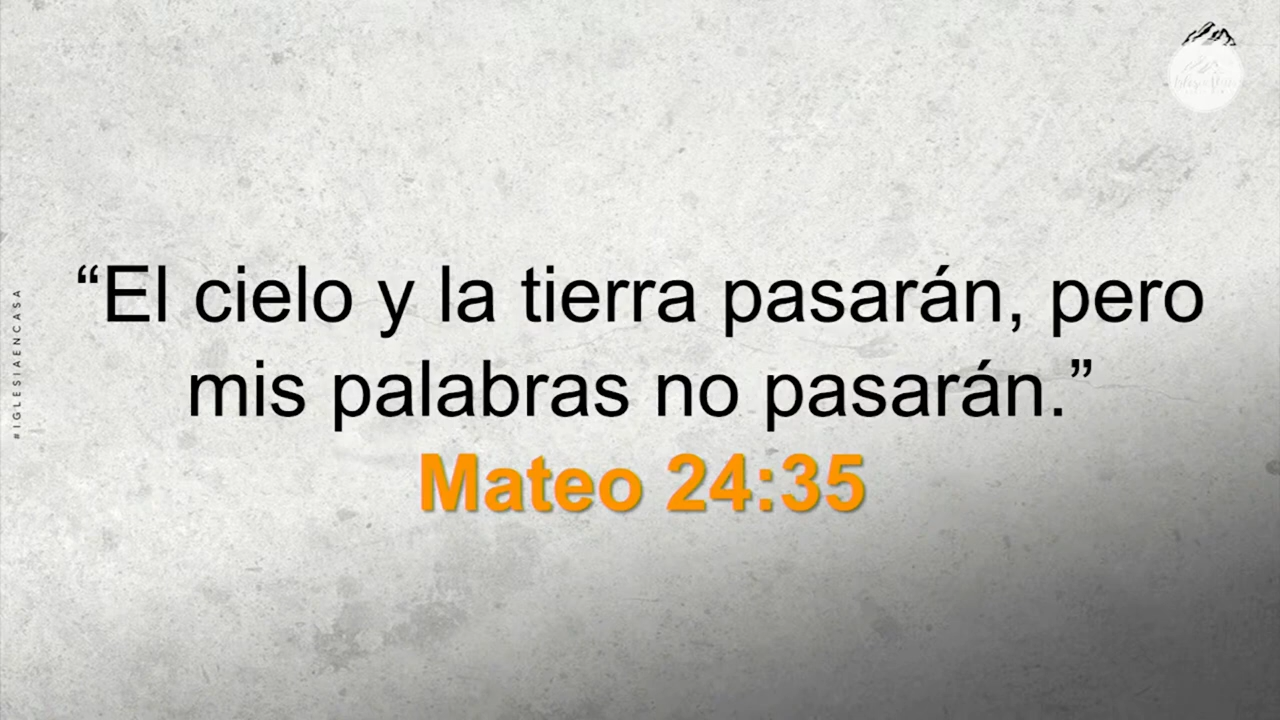 “El cielo y la tierra pasarán, pero
mis palabras no pasarán.”
Mateo 24:35
#IGLESIAENCASA